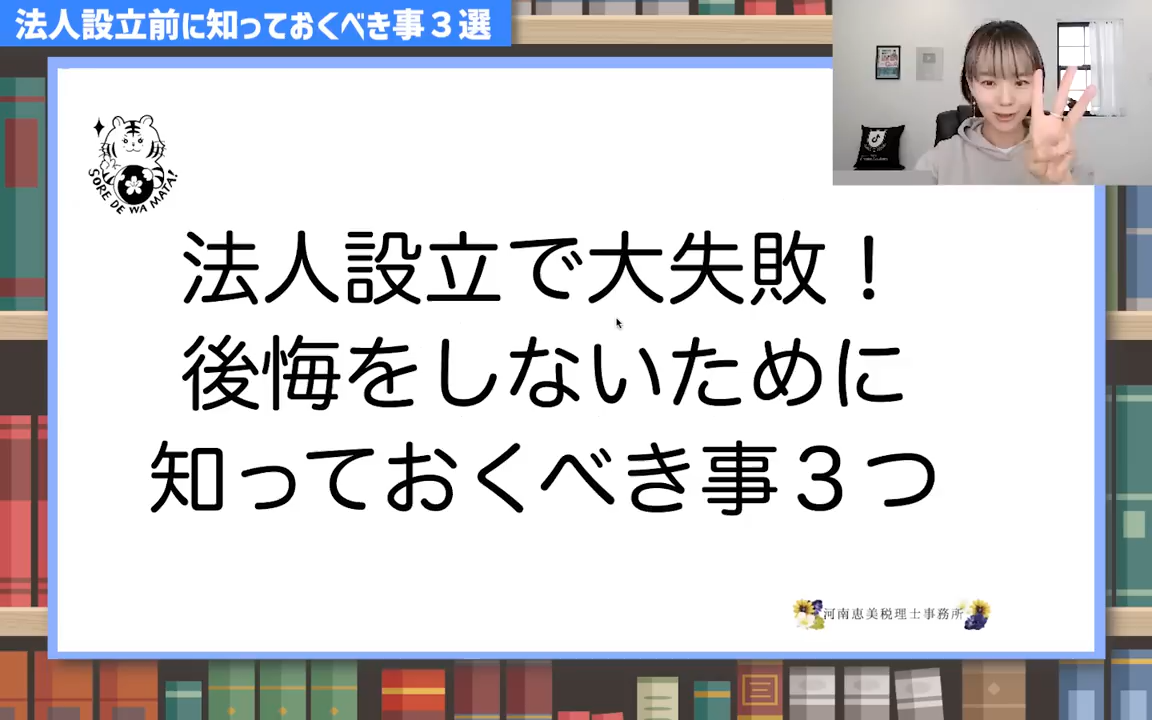 法人設立前に知っておくべき事３選
SORE DE WA MATA!
法人設立で大失敗！
後悔をしないために
知っておくべき事３つ
河南恵美税理士事務所